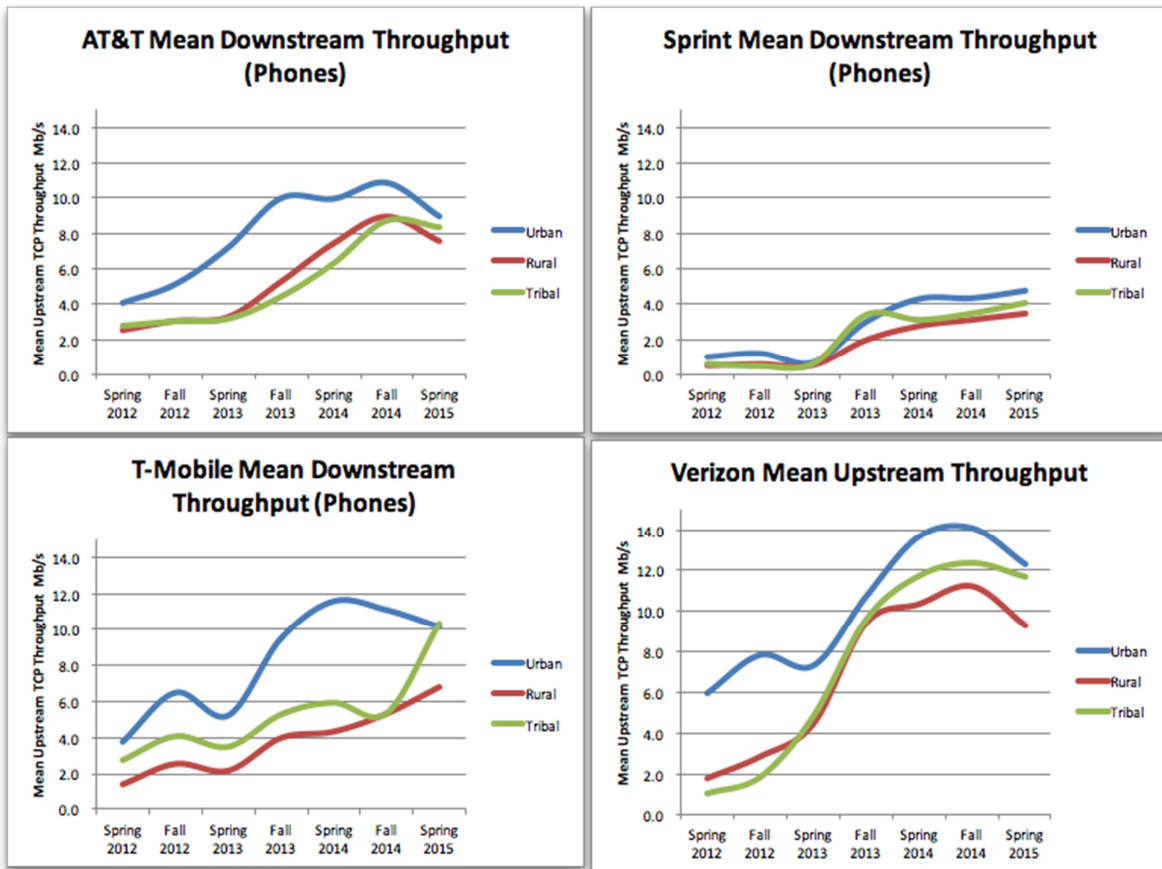 AT&T Mean Downstream Throughput
(Phones)
Mean Upstream TCP Throughput Mb/s
14.0
12.0
10.0
8.0
6.0
4.0
2.0
0.0
Spring Fall Spring Fall Spring Fall Spring
2012 2012 2013 2013 2014 2014 2015
Urban
Rural
Tribal
Sprint Mean Downstream Throughput
(Phones)
Mean Upstream TCP Throughput Mb/s
14.0
12.0
10.0
8.0
6.0
4.0
2.0
0.0
Spring Fall Spring Fall Spring Fall Spring
2012 2012 2013 2013 2014 2014 2015
Urban
Rural
Tribal
T-Mobile Mean Downstream
Throughput (Phones)
Mean Upstream TCP Throughput Mb/s
14.0
12.0
10.0
8.0
6.0
4.0
2.0
0.0
Spring Fall Spring Fall Spring Fall Spring
2012 2012 2013 2013 2014 2014 2015
Urban
Rural
Tribal
Verizon Mean Upstream Throughput
Mean Upstream TCP Throughput Mb/s
14.0
12.0
10.0
8.0
6.0
4.0
2.0
0.0
Spring Fall Spring Fall Spring Fall Spring
2012 2012 2013 2013 2014 2014 2015
Urban
Rural
Tribal